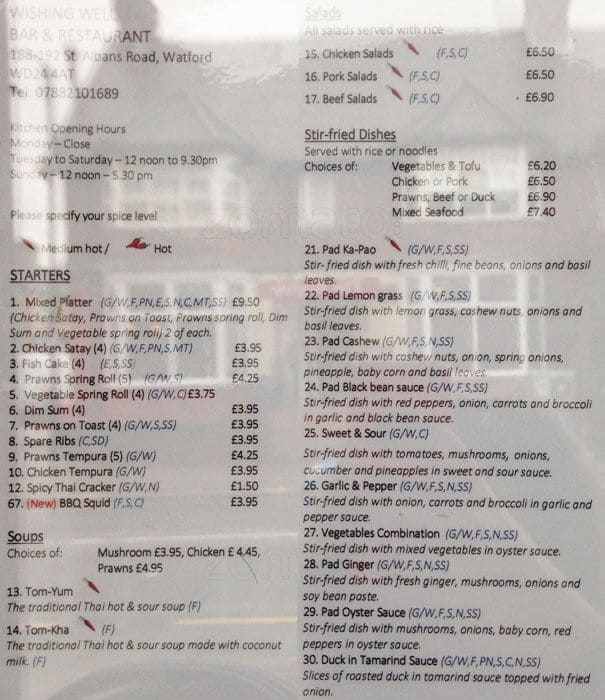 WISHING WELL
BAR & RESTAURANT
188-192 St. Albans Road, Watford
WD24 4AT
Tel: 07882101689
Kitchen Opening Hours
Monday – Close
Tuesday to Saturday – 12 noon to 9.30pm
Sunday – 12 noon – 5.30 pm
Please specify your spice level
Medium hot / Hot
STARTERS
1. Mixed Platter (G/W,F,PN,E,S,N,C,MT,SS) £9.50
(Chicken Satay, Prawns on Toast, Prawns spring roll, Dim
Sum and Vegetable spring roll) 2 of each.
2. Chicken Satay (4) (G/W,F,PN,S,MT) £3.95
3. Fish Cake (4) (E,S,SS) £3.95
4. Prawns Spring Roll (5) (G/W,S) £4.25
5. Vegetable Spring Roll (4) (G/W,C) £3.75
6. Dim Sum (4) £3.95
7. Prawns on Toast (4) (G/W,S,SS) £3.95
8. Spare Ribs (C,SD) £3.95
9. Prawns Tempura (5) (G/W) £4.25
10. Chicken Tempura (G/W) £3.95
12. Spicy Thai Cracker (G/W,N) £1.50
67. (New) BBQ Squid (F,S,C) £3.95
Soups
Choices of: Mushroom £3.95, Chicken £ 4.45,
Prawns £4.95
13. Tom-Yum
The traditional Thai hot & sour soup (F)
14. Tom-Kha (F)
The traditional Thai hot & sour soup made with coconut
milk. (F)
Salads
All salads served with rice
15. Chicken Salads (F,S,C) £6.50
16. Pork Salads (F,S,C) £6.50
17. Beef Salads (F,S,C) £6.90
Stir-fried Dishes
Served with rice or noodles
Choices of: Vegetables & Tofu £6.20
Chicken or Pork £6.50
Prawns, Beef or Duck £6.90
Mixed Seafood £7.40
21. Pad Ka-Pao (G/W,F,S,SS)
Stir- fried dish with fresh chilli, fine beans, onions and basil
leaves.
22. Pad Lemon grass (G/W,F,S,SS)
Stir-fried dish with lemon grass, cashew nuts, onions and
basil leaves.
23. Pad Cashew (G/W,F,S,N,SS)
Stir-fried dish with cashew nuts, onion, spring onions,
pineapple, baby corn and basil leaves.
24. Pad Black bean sauce (G/W,F,S,SS)
Stir-fried dish with red peppers, onion, carrots and broccoli
in garlic and black bean sauce.
25. Sweet & Sour (G/W,C)
Stir-fried dish with tomatoes, mushrooms, onions,
cucumber and pineapples in sweet and sour sauce.
26. Garlic & Pepper (G/W,F,S,N,SS)
Stir-fried dish with onion, carrots and broccoli in garlic and
pepper sauce.
27. Vegetables Combination (G/W,F,S,N,SS)
Stir-fried dish with mixed vegetables in oyster sauce.
28. Pad Ginger (G/W,F,S,N,SS)
Stir-fried dish with fresh ginger, mushrooms, onions and
soy bean paste.
29. Pad Oyster Sauce (G/W,F,S,N,SS)
Stir-fried dish with mushrooms, onions, baby corn, red
peppers in oyster sauce.
30. Duck in Tamarind Sauce (G/W,F,PN,S,C,N,SS)
Slices of roasted duck in tamarind sauce topped with fried
onion.
zomato